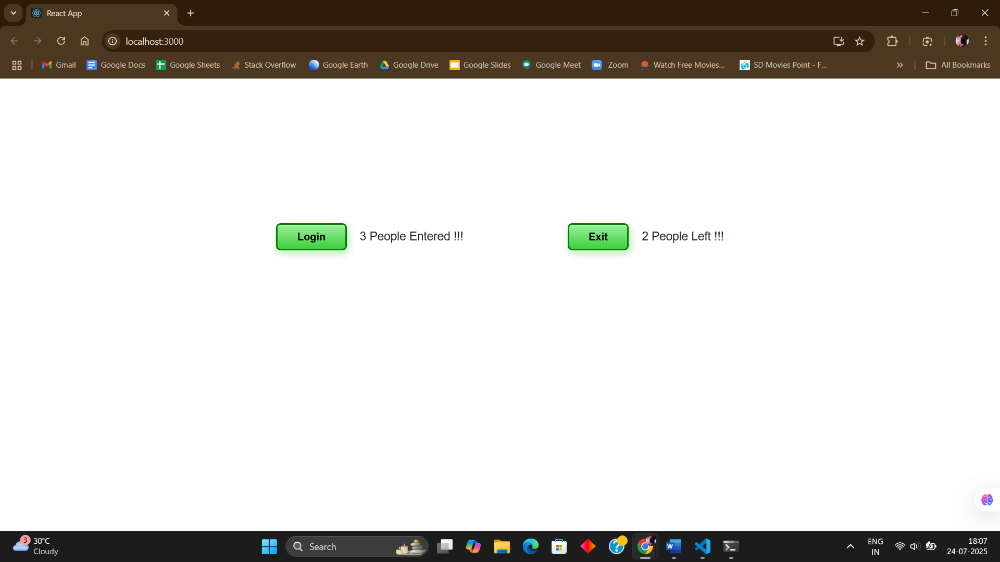 React App
localhost:3000
Gmail Google Docs Google Sheets Stack Overflow Google Earth Google Drive Google Slides Google Meet Zoom Watch Free Movies... SD Movies Point - F... All Bookmarks
Login 3 People Entered !!! Exit 2 People Left !!!
3 30°C
Cloudy
Search
ENG
IN
18:07
24-07-2025